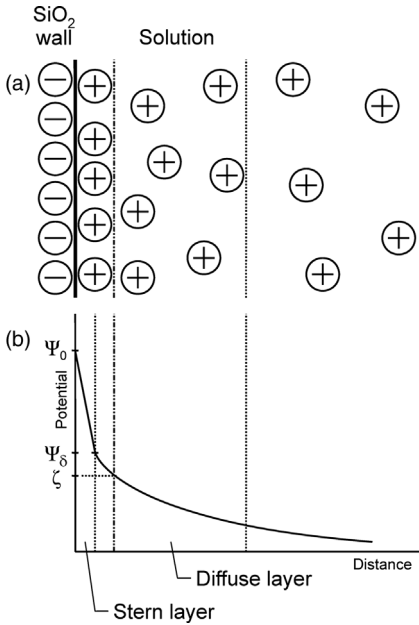 SiO₂
wall
Solution
(a)
(b)
Ψ₀
Potential
Ψδ
ζ
Distance
Diffuse layer
Stern layer